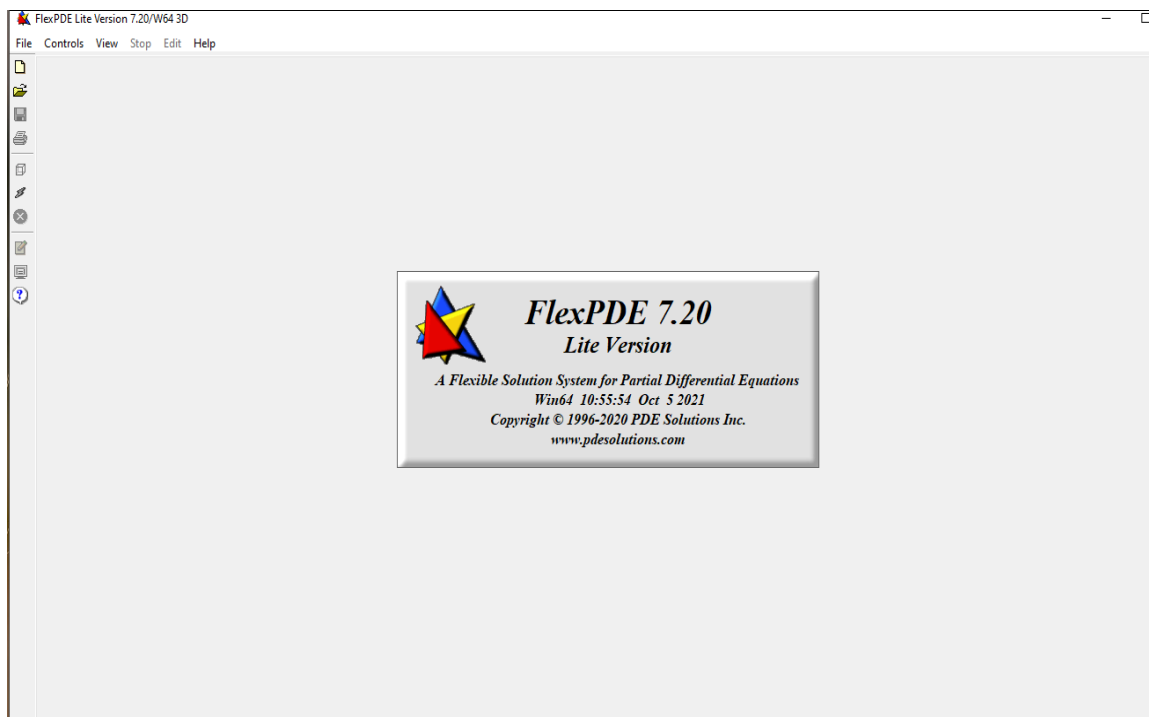 FlexPDE Lite Version 7.20/W64 3D
File Controls View Stop Edit Help
FlexPDE 7.20
Lite Version
A Flexible Solution System for Partial Differential Equations
Win64 10:55:54 Oct 5 2021
Copyright © 1996-2020 PDE Solutions Inc.
www.pdesolutions.com